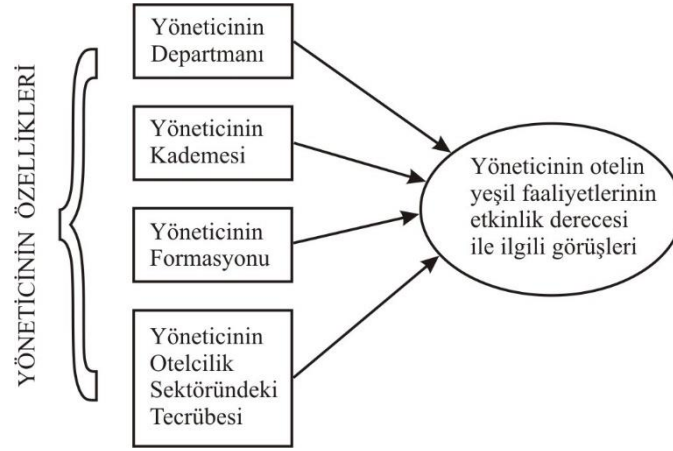 YÖNETİCİNİN ÖZELLİKLERİ
Yöneticinin
Departmanı
Yöneticinin
Kademesi
Yöneticinin
Formasyonu
Yöneticinin
Otelcilik
Sektöründeki
Tecrübesi
Yöneticinin otelin
yeşil faaliyetlerinin
etkinlik derecesi
ile ilgili görüşleri